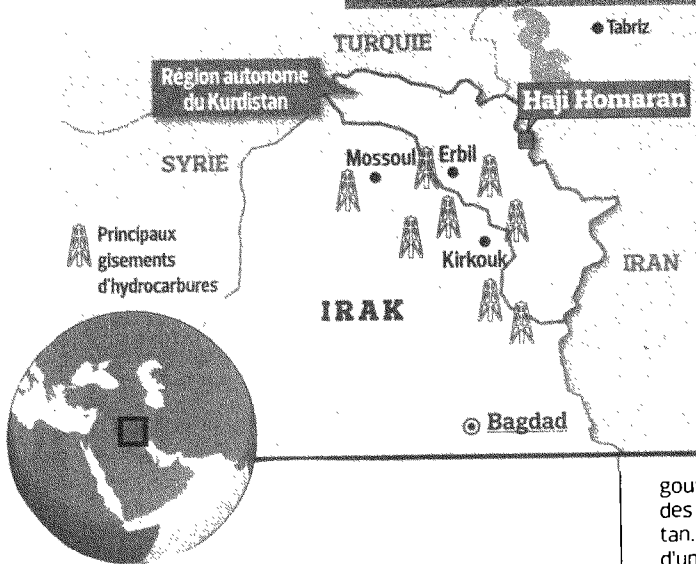 TURQUIE
Tabriz
Région autonome
du Kurdistan
Haji Homaran
SYRIE
Mossoul
Erbil
Principaux
gisements
d'hydrocarbures
Kirkouk
IRAN
IRAK
Bagdad
des
tan.
d'un